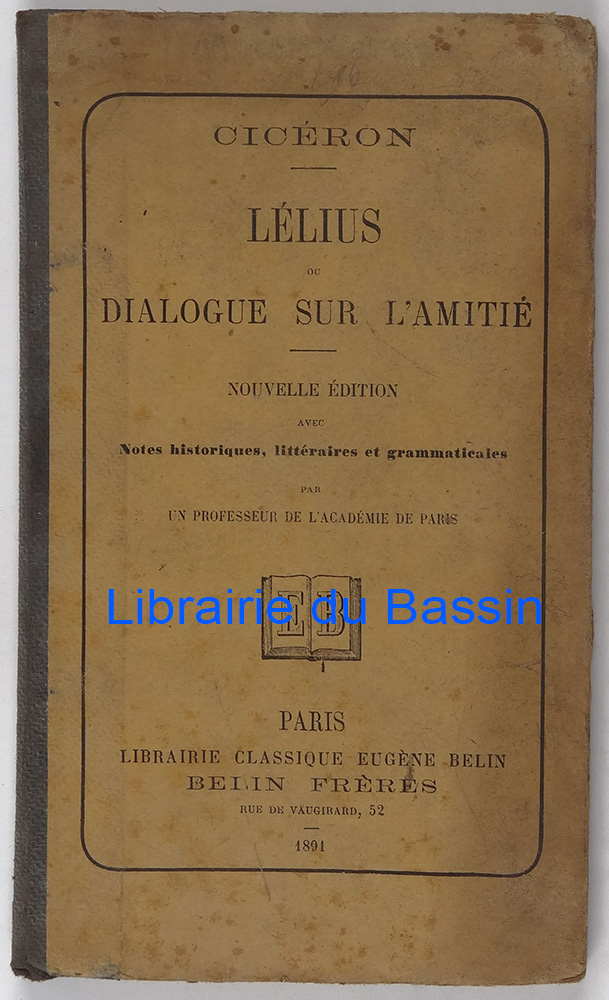 CICÉRON
LÉLIUS
OU
DIALOGUE SUR L'AMITIÉ
NOUVELLE ÉDITION
AVEC
Notes historiques, littéraires et grammaticales
PAR
UN PROFESSEUR DE L'ACADÉMIE DE PARIS
EB
Librairie du Bassin
PARIS
LIBRAIRIE CLASSIQUE EUGÈNE BELIN
BELIN FRÈRES
RUE DE VAUGIRARD, 52
1891